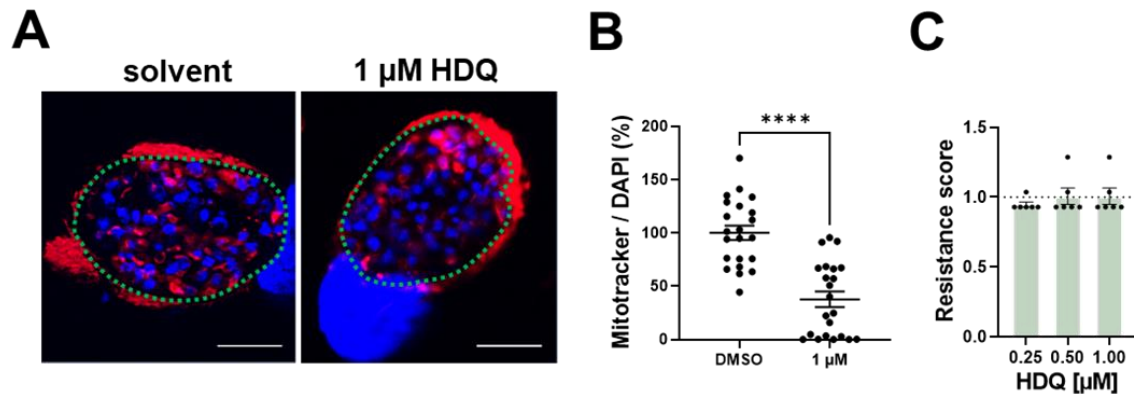 A
solvent
1 µM HDQ
B
Mitotracker / DAPI (%)
200
150
100
50
0
****
DMSO
1 µM
C
Resistance score
1.5
1.0
0.5
0.0
0.25 0.50 1.00
HDQ [µM]